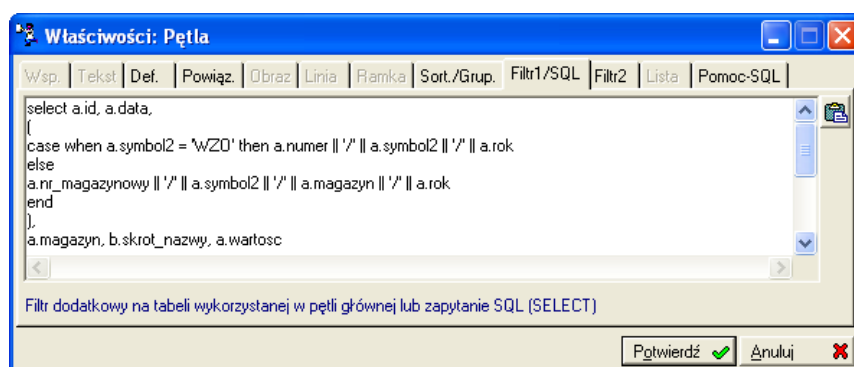 Właściwości: Pętla
Wsp. Tekst Def. Powiąz. Obraz Linia Ramka Sort./Grup. Filtr1/SQL Filtr2 Lista Pomoc-SQL
select a.id, a.data,
(
case when a.symbol2 = 'WZO' then a.numer || '/' || a.symbol2 || '/' || a.rok
else
a.nr_magazynowy || '/' || a.symbol2 || '/' || a.magazyn || '/' || a.rok
end
),
a.magazyn, b.skrot_nazwy, a.wartosc
Filtr dodatkowy na tabeli wykorzystanej w pętli głównej lub zapytanie SQL (SELECT)
Potwierdź Anuluj